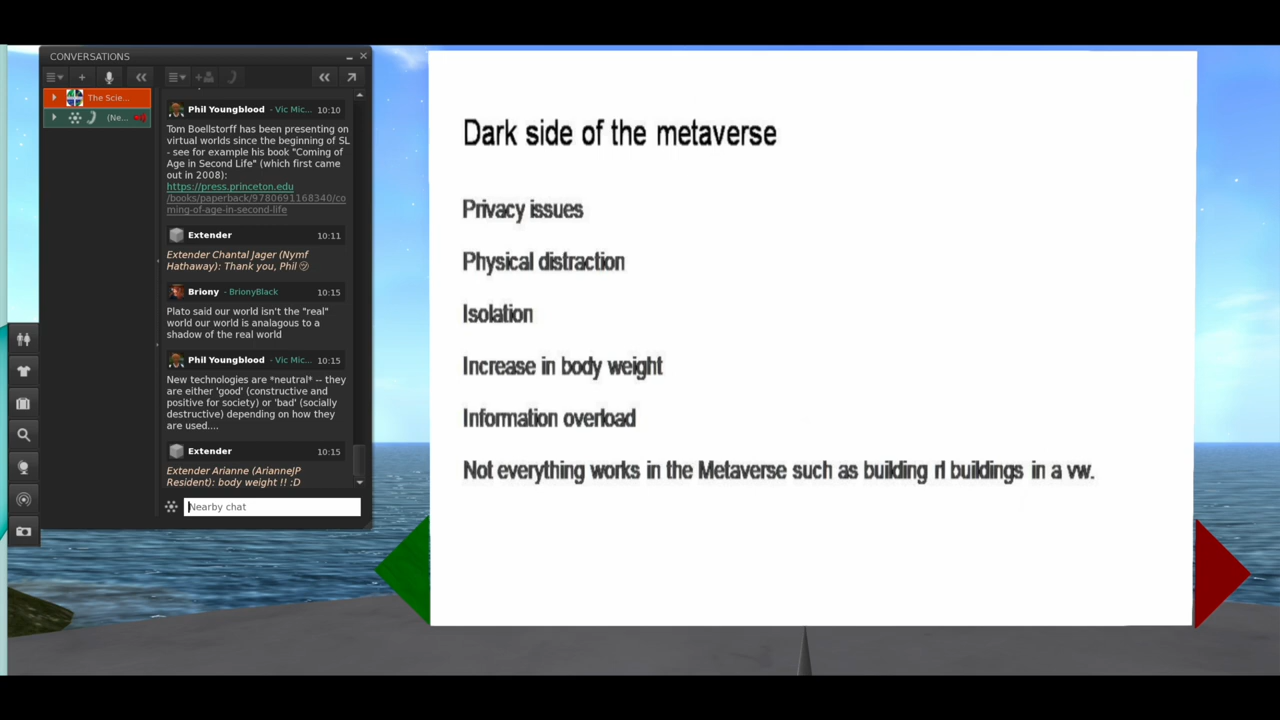 CONVERSATIONS
The Scie...
(Ne...
Phil Youngblood - Vic Mic... 10:10
Tom Boellstorff has been presenting on
virtual worlds since the beginning of SL
- see for example his book "Coming of
Age in Second Life" (which first came
out in 2008):
https://press.princeton.edu
/books/paperback/9780691168340/co
ming-of-age-in-second-life
Extender 10:11
Extender Chantal Jager (Nymf
Hathaway): Thank you, Phil ㋡
Briony - BrionyBlack 10:15
Plato said our world isn't the "real"
world our world is analagous to a
shadow of the real world
Phil Youngblood - Vic Mic... 10:15
New technologies are *neutral* -- they
are either 'good' (constructive and
positive for society) or 'bad' (socially
destructive) depending on how they
are used....
Extender 10:15
Extender Arianne (ArianneJP
Resident): body weight !! :D
Nearby chat
Dark side of the metaverse
Privacy issues
Physical distraction
Isolation
Increase in body weight
Information overload
Not everything works in the Metaverse such as building rl buildings in a vw.